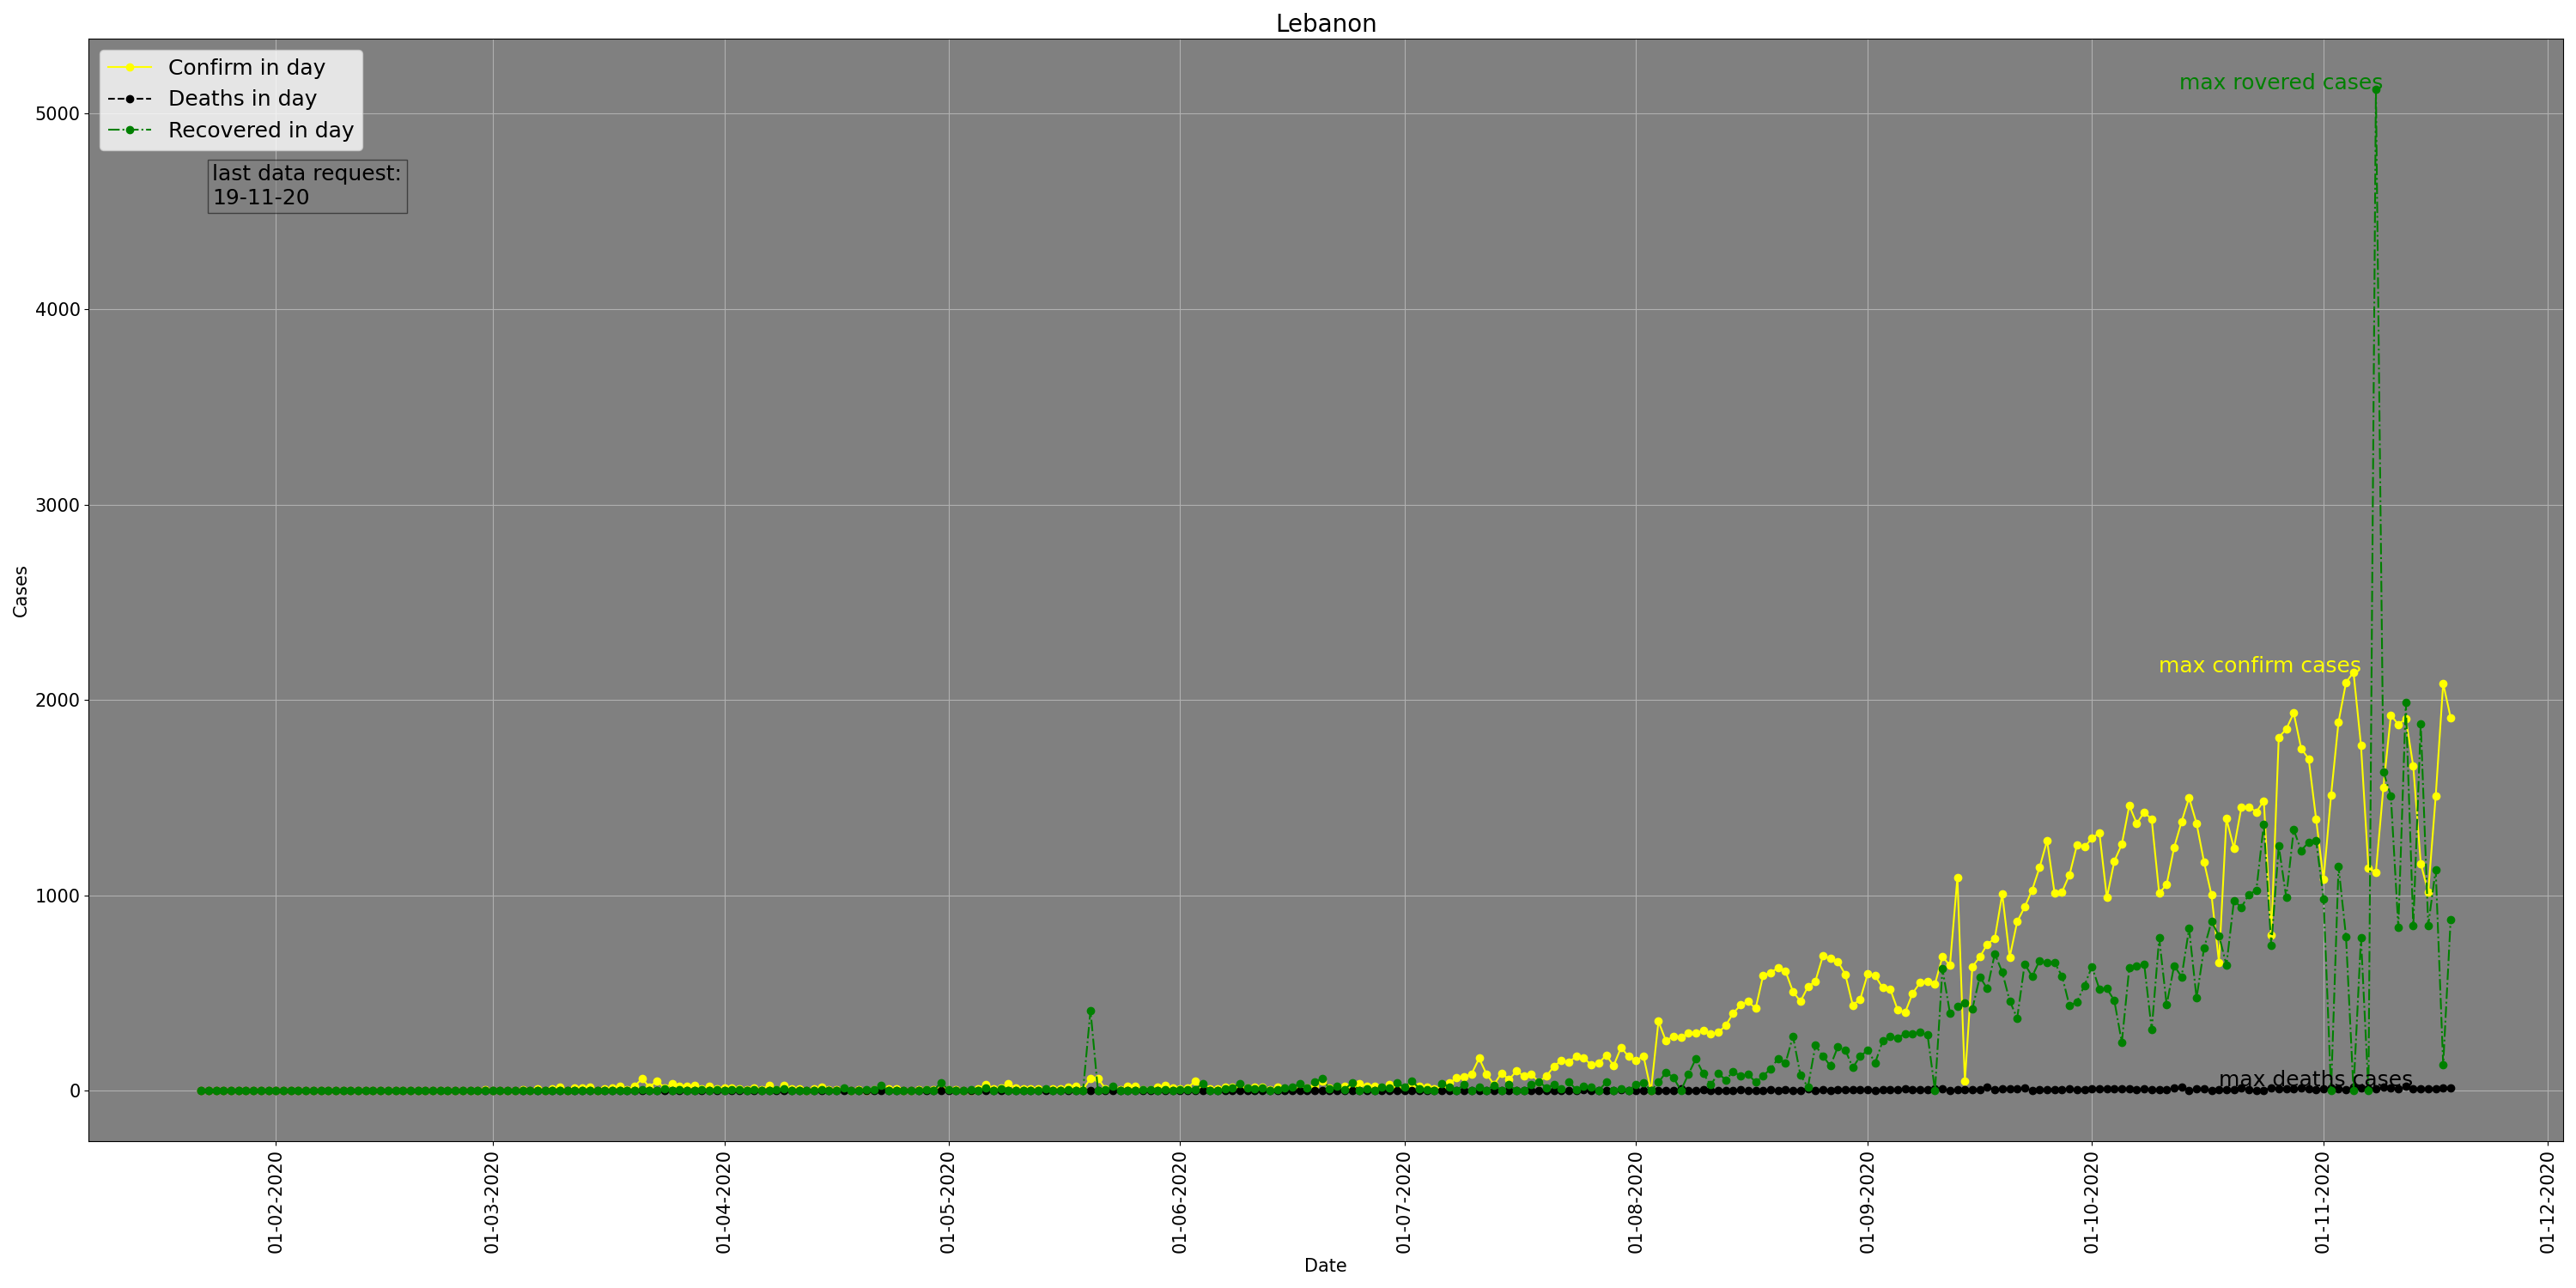 Lebanon
Confirm in day
Deaths in day
Recovered in day
last data request:
19-11-20
max rovered cases
max confirm cases
max deaths cases
5000
4000
3000
2000
1000
0
Cases
01-02-2020
01-03-2020
01-04-2020
01-05-2020
01-06-2020
01-07-2020
01-08-2020
01-09-2020
01-10-2020
01-11-2020
01-12-2020
Date